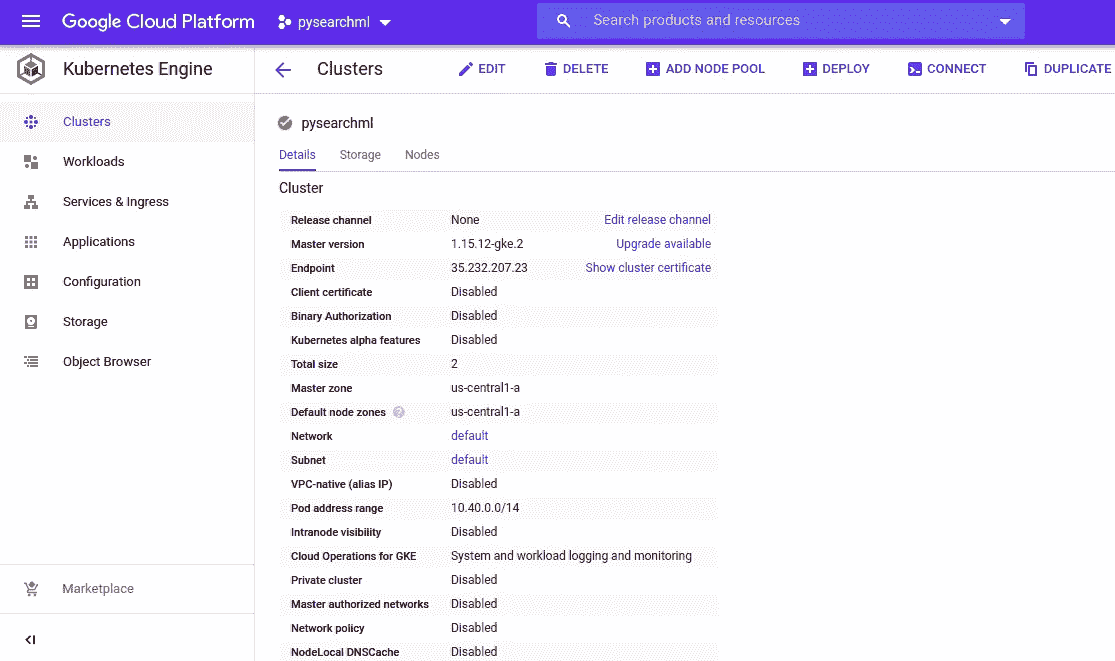 Google Cloud Platform pysearchml Search products and resources
Kubernetes Engine Clusters EDIT DELETE ADD NODE POOL DEPLOY CONNECT DUPLICATE
Clusters
Workloads
Services & Ingress
Applications
Configuration
Storage
Object Browser
Marketplace
pysearchml
Details Storage Nodes
Cluster
Release channel None Edit release channel
Master version 1.15.12-gke.2 Upgrade available
Endpoint 35.232.207.23 Show cluster certificate
Client certificate Disabled
Binary Authorization Disabled
Kubernetes alpha features Disabled
Total size 2
Master zone us-central1-a
Default node zones ? us-central1-a
Network default
Subnet default
VPC-native (alias IP) Disabled
Pod address range 10.40.0.0/14
Intranode visibility Disabled
Cloud Operations for GKE System and workload logging and monitoring
Private cluster Disabled
Master authorized networks Disabled
Network policy Disabled
NodeLocal DNSCache Disabled